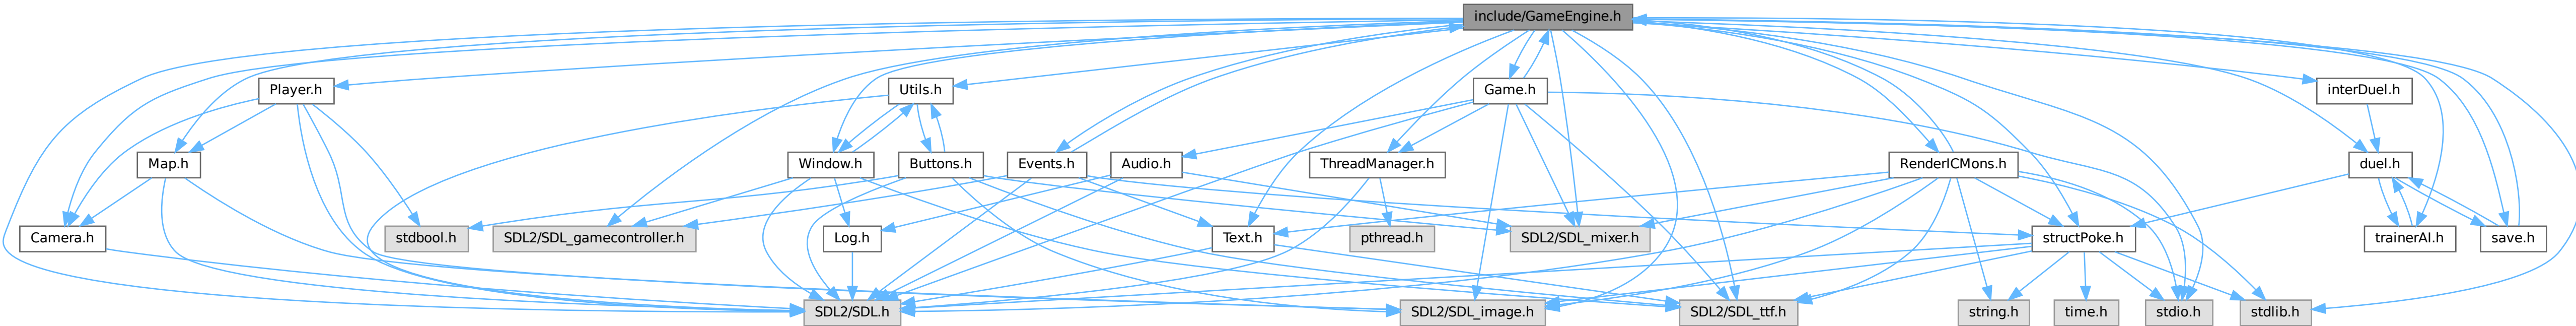 include/GameEngine.h
Player.h
Utils.h
Game.h
interDuel.h
Map.h
Window.h
Buttons.h
Events.h
Audio.h
ThreadManager.h
RenderICMons.h
duel.h
Camera.h
stdbool.h
SDL2/SDL_gamecontroller.h
Log.h
Text.h
pthread.h
SDL2/SDL_mixer.h
structPoke.h
trainerAI.h
save.h
SDL2/SDL.h
SDL2/SDL_image.h
SDL2/SDL_ttf.h
string.h
time.h
stdio.h
stdlib.h